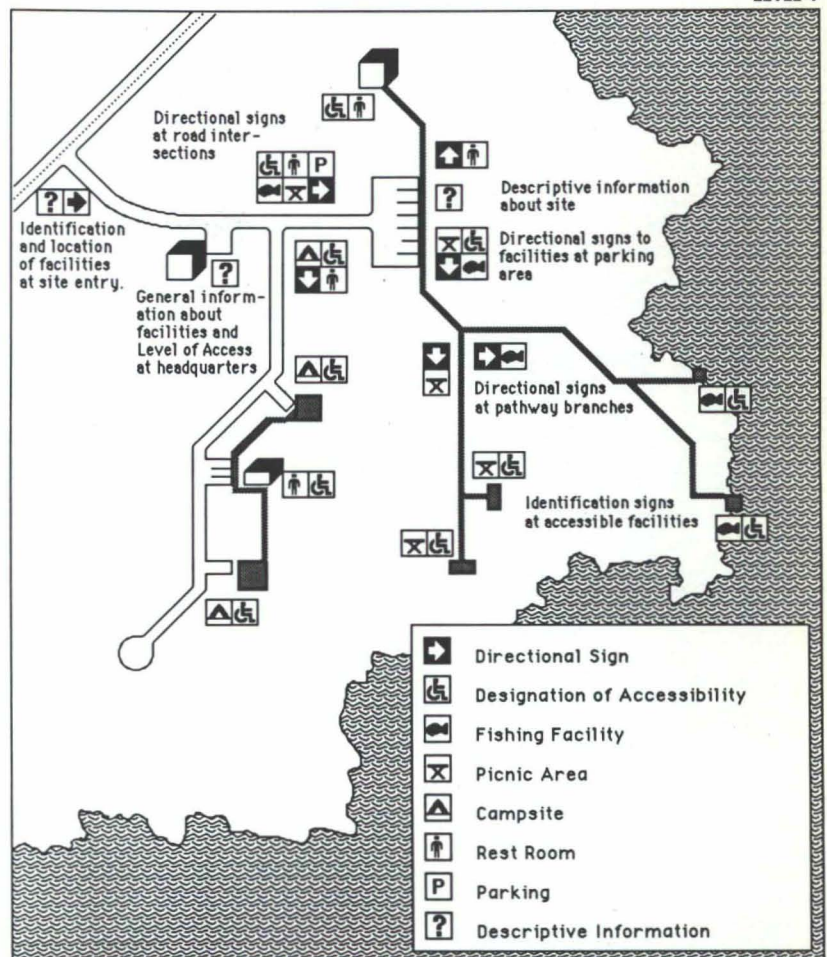 Directional signs
at road inter-
sections
P
?
Identification
and location
of facilities
at site entry.
?
General inform-
ation about
facilities and
Level of Access
at headquarters
?
Descriptive information
about site
Directional signs to
facilities at parking
area
Directional signs
at pathway branches
Identification signs
at accessible facilities
Directional Sign
Designation of Accessibility
Fishing Facility
Picnic Area
Campsite
Rest Room
P Parking
? Descriptive Information